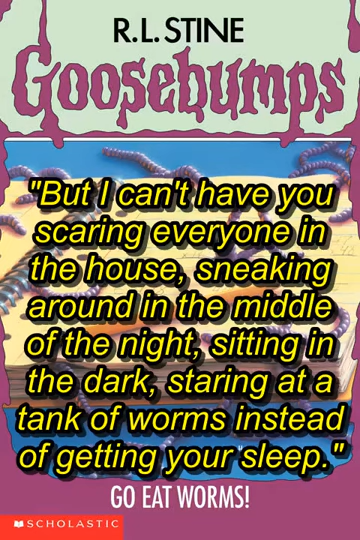 R.L. STINE
Goosebumps
"But I can't have you
scaring everyone in
the house, sneaking
around in the middle
of the night, sitting in
the dark, staring at a
tank of worms instead
of getting your sleep."
GO EAT WORMS!
SCHOLASTIC